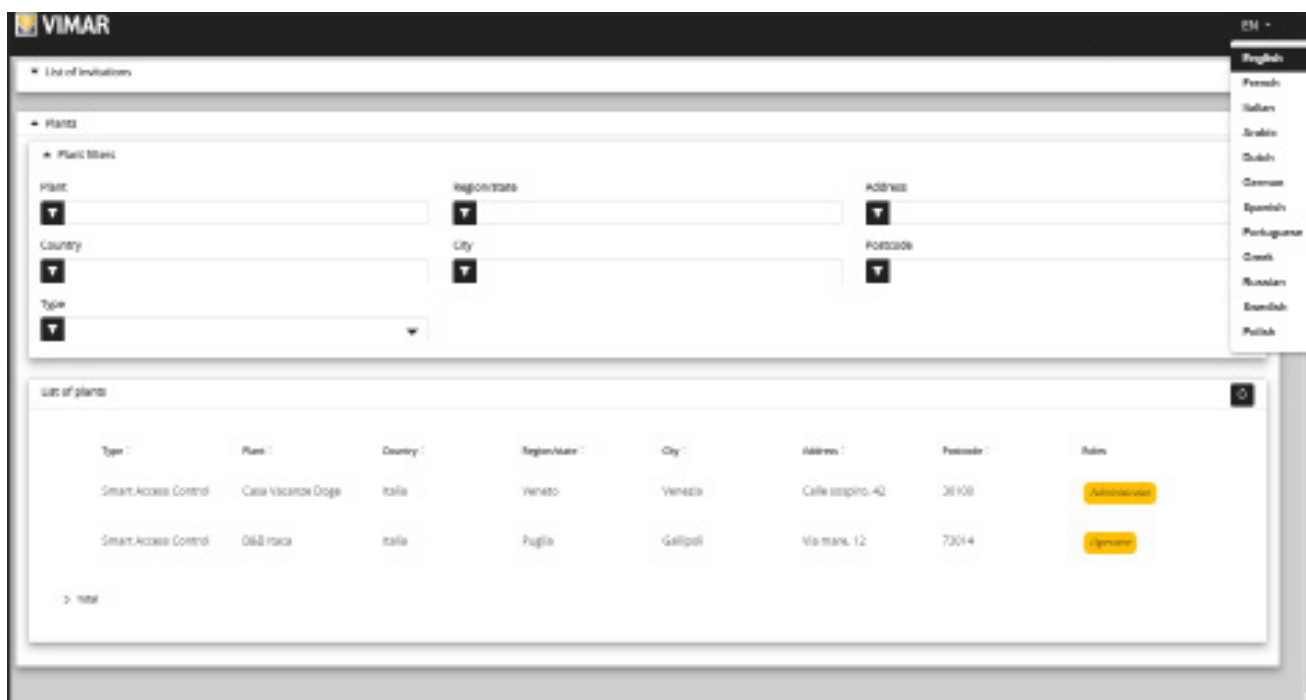 VIMAR
EN
English
French
Italian
Arabic
Dutch
German
Spanish
Portuguese
Greek
Russian
Swedish
Polish
List of Invitations
Plants
Plant filters
Plant Region/state Address
Country City Postcode
Type
List of plants
Type Plant Country Region/state City Address Postcode Roles
Smart Access Control Casa Vacanze Doge Italia Veneto Venezia Calle sospiro, 42 30100 Administrator
Smart Access Control B&B Itaca Italia Puglia Gallipoli Via mare, 12 73014 Operator
Total